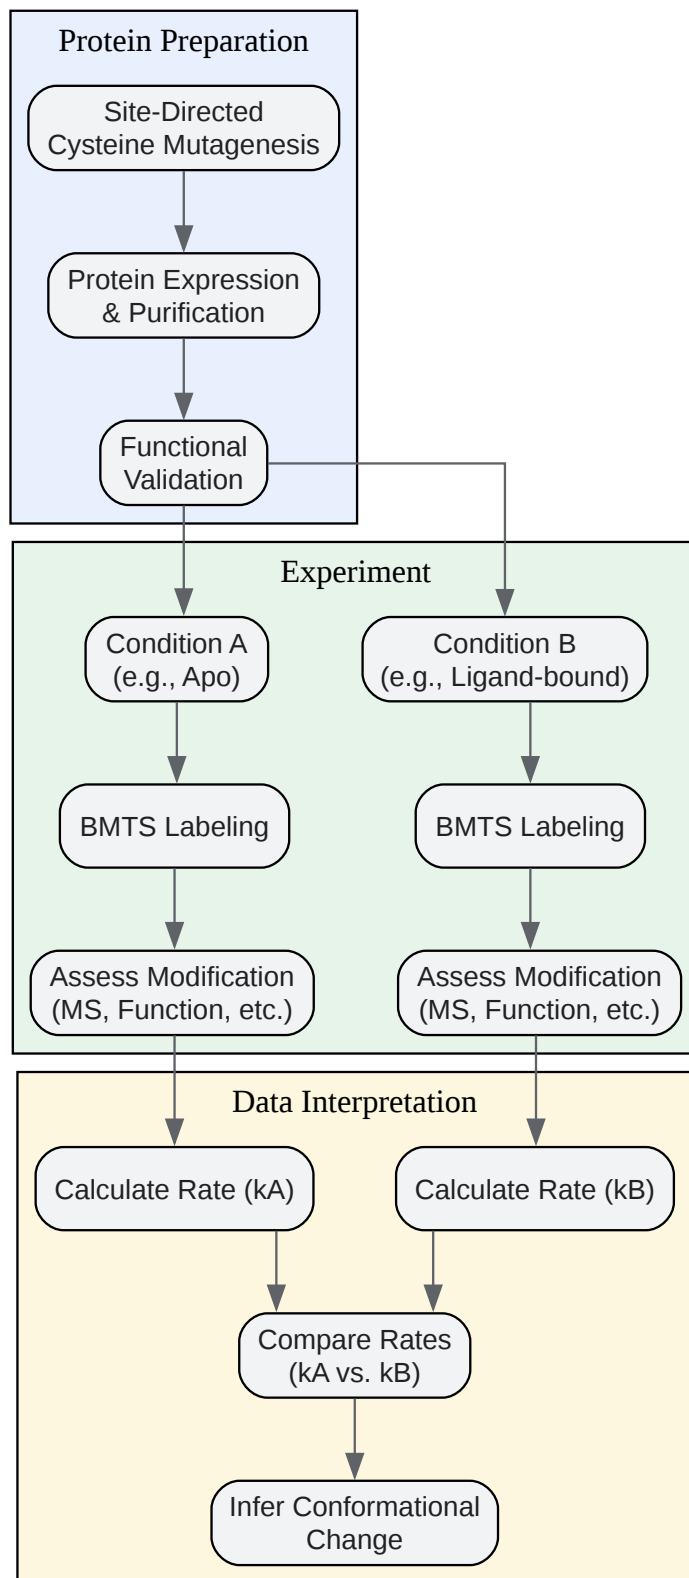 Protein Preparation
Site-Directed
Cysteine Mutagenesis
Protein Expression
& Purification
Functional
Validation
Experiment
Condition A
(e.g., Apo)
Condition B
(e.g., Ligand-bound)
BMTS Labeling
BMTS Labeling
Assess Modification
(MS, Function, etc.)
Assess Modification
(MS, Function, etc.)
Data Interpretation
Calculate Rate (kA)
Calculate Rate (kB)
Compare Rates
(kA vs. kB)
Infer Conformational
Change